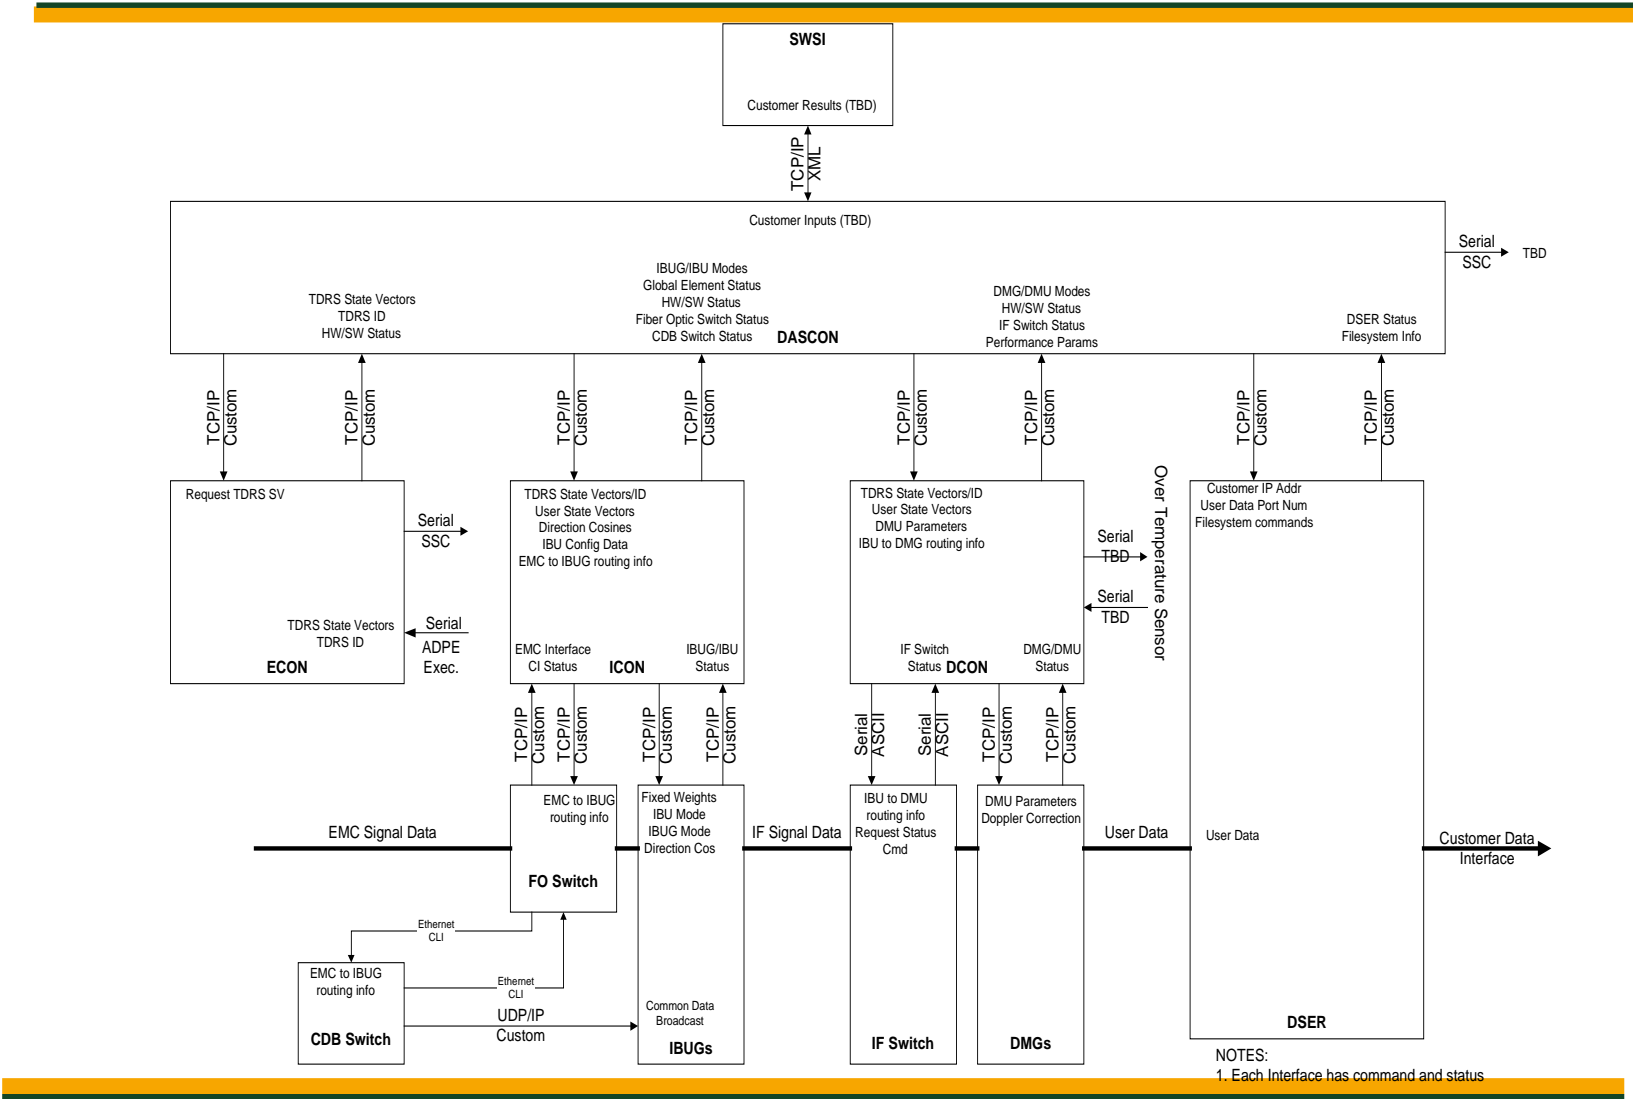 SWSI
Customer Results (TBD)
TCP/IP
XML
Customer Inputs (TBD)
Serial
SSC
TBD
TDRS State Vectors
TDRS ID
HW/SW Status
IBUG/IBU Modes
Global Element Status
HW/SW Status
Fiber Optic Switch Status
CDB Switch Status
DASCON
DMG/DMU Modes
HW/SW Status
IF Switch Status
Performance Params
DSER Status
Filesystem Info
TCP/IP
Custom
TCP/IP
Custom
TCP/IP
Custom
TCP/IP
Custom
TCP/IP
Custom
TCP/IP
Custom
TCP/IP
Custom
TCP/IP
Custom
Request TDRS SV
Serial
SSC
TDRS State Vectors
TDRS ID
Serial
ADPE
Exec.
ECON
TDRS State Vectors/ID
User State Vectors
Direction Cosines
IBU Config Data
EMC to IBUG routing info
EMC Interface
CI Status
ICON
IBUG/IBU
Status
TDRS State Vectors/ID
User State Vectors
DMU Parameters
IBU to DMG routing info
IF Switch
Status
DCON
DMG/DMU
Status
Serial
TBD
Serial
TBD
Over Temperature Sensor
Customer IP Addr
User Data Port Num
Filesystem commands
TCP/IP
Custom
TCP/IP
Custom
TCP/IP
Custom
TCP/IP
Custom
Serial
ASCII
Serial
ASCII
TCP/IP
Custom
TCP/IP
Custom
EMC Signal Data
EMC to IBUG
routing info
FO Switch
Fixed Weights
IBU Mode
IBUG Mode
Direction Cos
IF Signal Data
IBU to DMU
routing info
Request Status
Cmd
DMU Parameters
Doppler Correction
User Data
User Data
Customer Data
Interface
Ethernet
CLI
EMC to IBUG
routing info
CDB Switch
Ethernet
CLI
UDP/IP
Custom
Common Data
Broadcast
IBUGs
IF Switch
DMGs
DSER
NOTES:
1. Each Interface has command and status